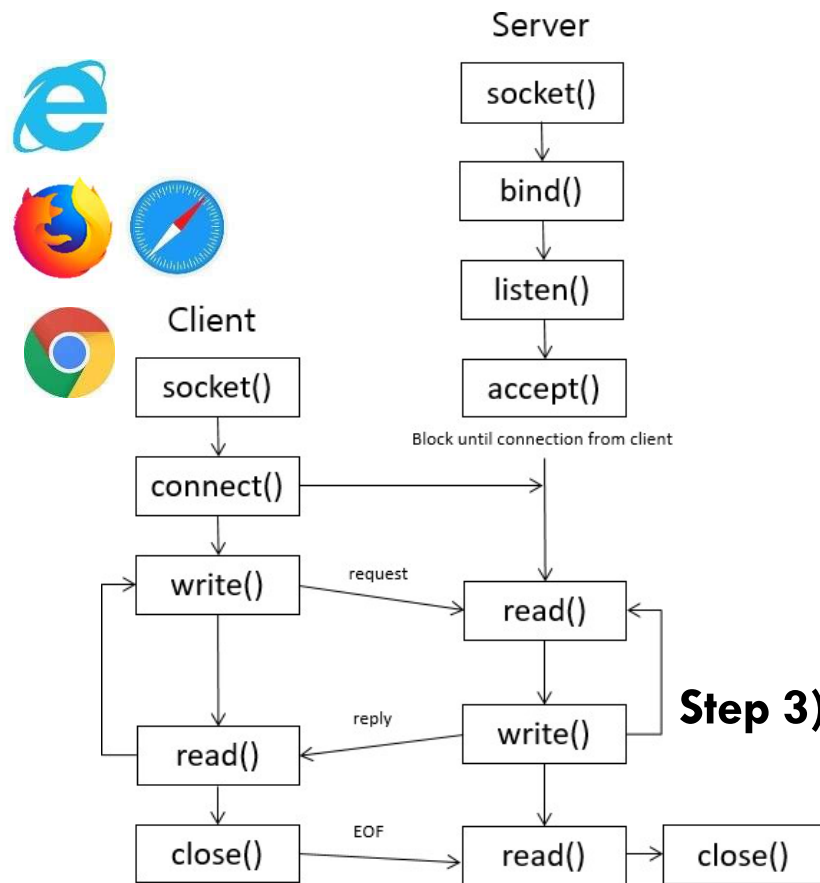 Server
socket()
bind()
listen()
Client
accept()
socket()
Block until connection from client
connect()
write()
request
read()
Step 3)
reply
write()
read()
EOF
close()
read()
close()